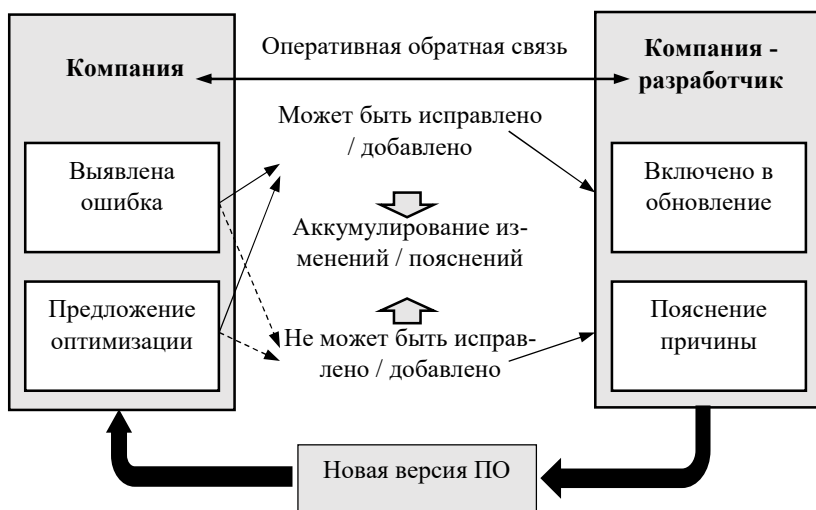 Оперативная обратная связь
Компания
Компания -
разработчик
Может быть исправлено
/ добавлено
Выявлена
ошибка
Включено в
обновление
Аккумулирование из-
менений / пояснений
Предложение
оптимизации
Не может быть исправ-
лено / добавлено
Пояснение
причины
Новая версия ПО